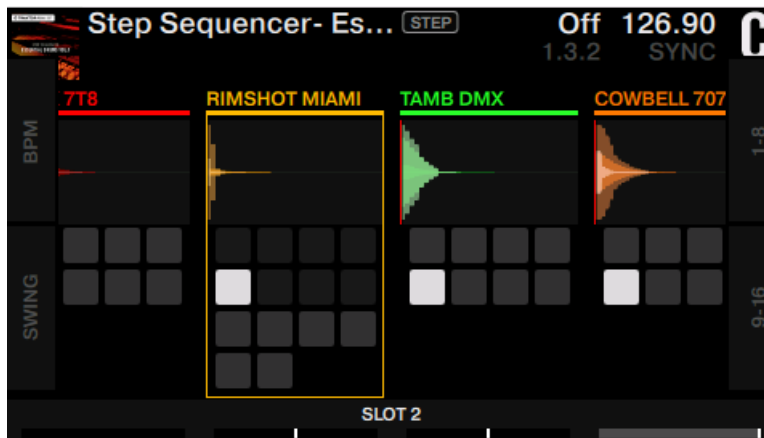 Step Sequencer- Es... STEP Off 126.90
1.3.2 SYNC
C
7T8 RIMSHOT MIAMI TAMB DMX COWBELL 707
BPM
1-8
SWING
9-16
SLOT 2